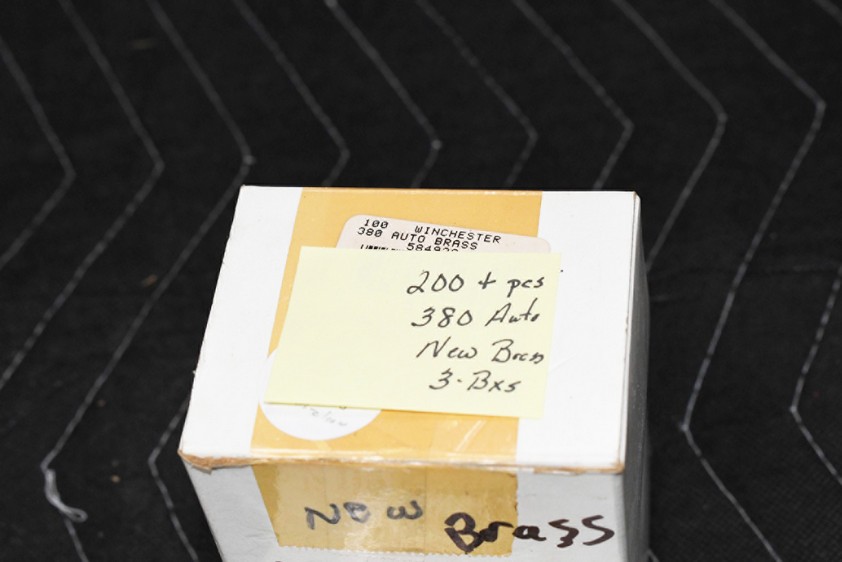 100 WINCHESTER
380 AUTO BRASS
200 + pcs
380 Auto
New Brass
3-Bxs
New Brass